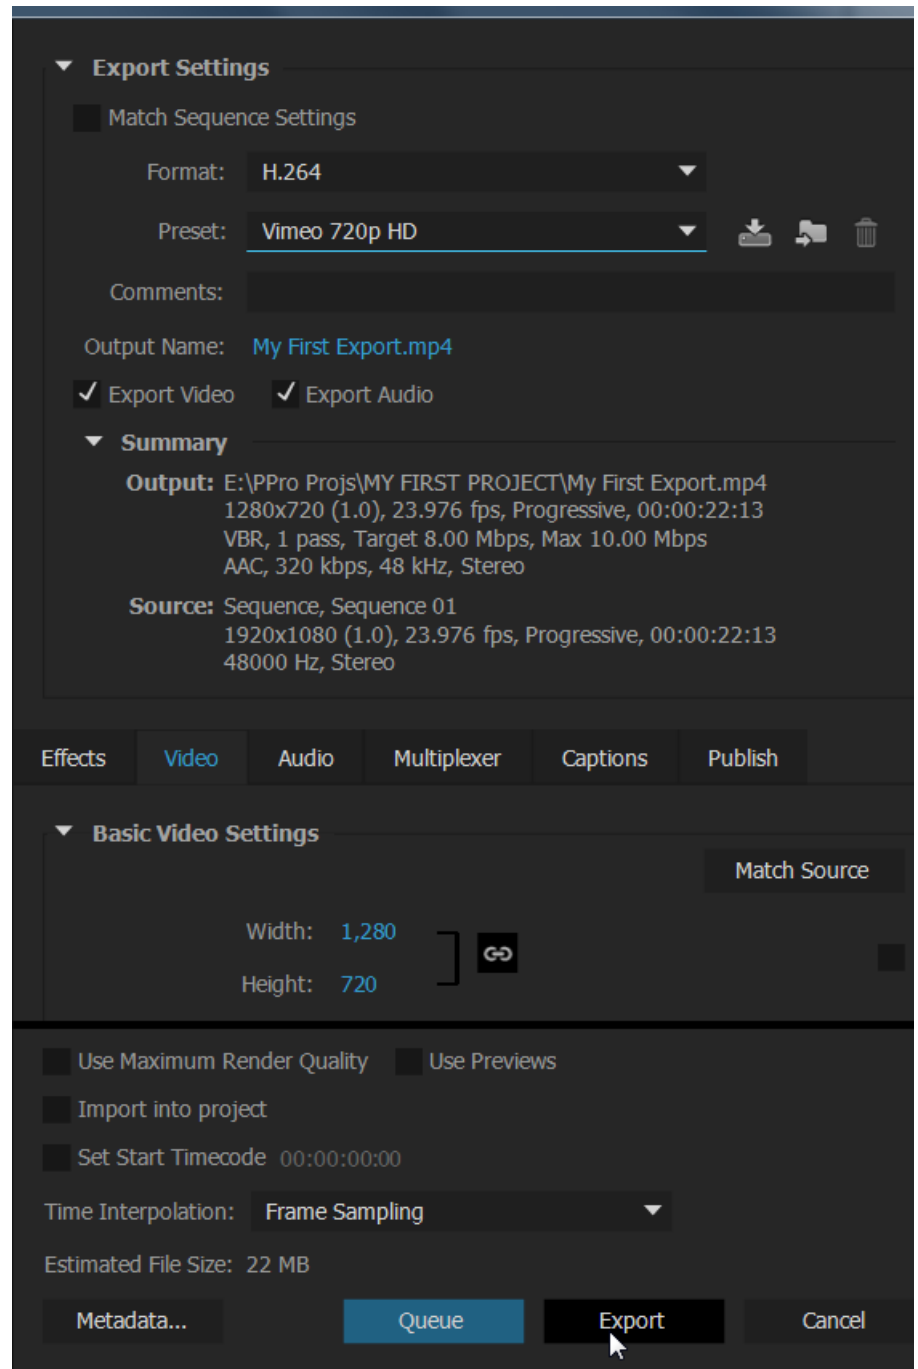 Export Settings
Match Sequence Settings
Format: H.264
Preset: Vimeo 720p HD
Comments:
Output Name: My First Export.mp4
Export Video Export Audio
Summary
Output: E:\PPro Projs\MY FIRST PROJECT\My First Export.mp4
1280x720 (1.0), 23.976 fps, Progressive, 00:00:22:13
VBR, 1 pass, Target 8.00 Mbps, Max 10.00 Mbps
AAC, 320 kbps, 48 kHz, Stereo
Source: Sequence, Sequence 01
1920x1080 (1.0), 23.976 fps, Progressive, 00:00:22:13
48000 Hz, Stereo
Effects Video Audio Multiplexer Captions Publish
Basic Video Settings
Match Source
Width: 1,280
Height: 720
Use Maximum Render Quality Use Previews
Import into project
Set Start Timecode 00:00:00:00
Time Interpolation: Frame Sampling
Estimated File Size: 22 MB
Metadata... Queue Export Cancel